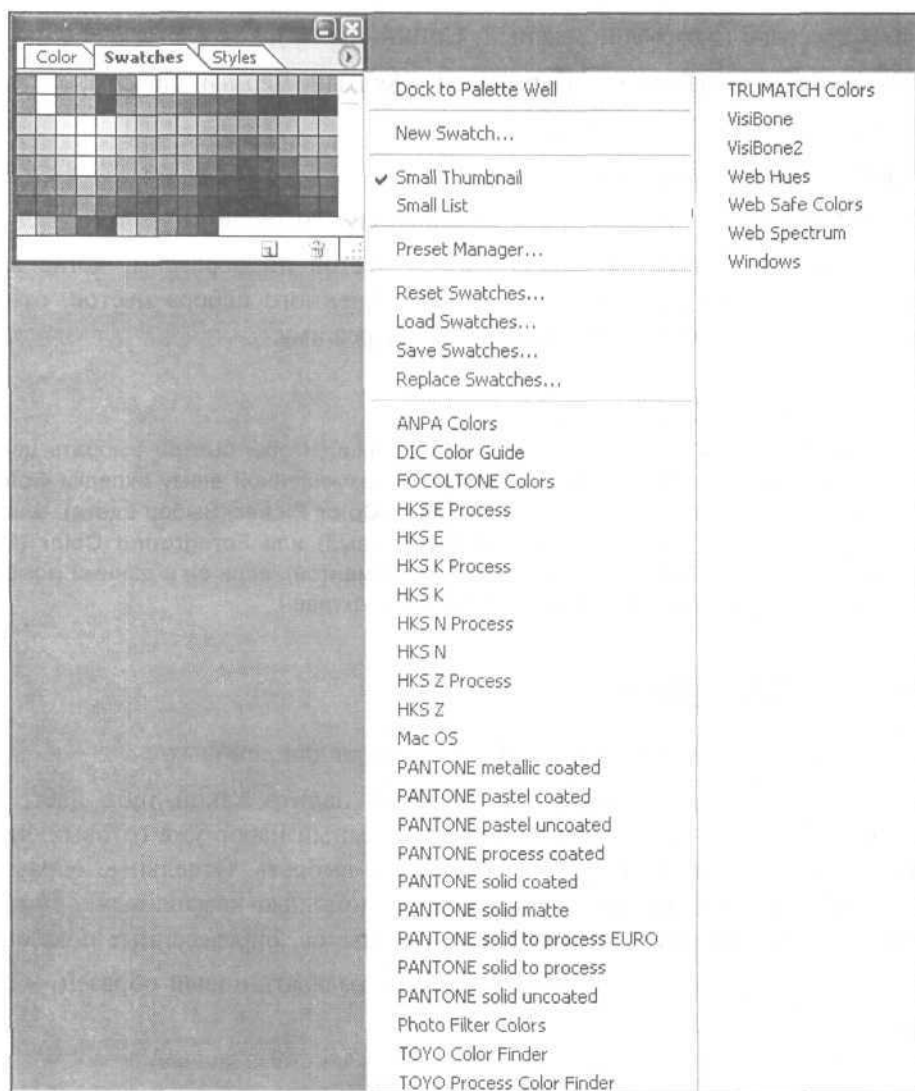 Color
Swatches
Styles
Dock to Palette Well
New Swatch...
Small Thumbnail
Small List
Preset Manager...
Reset Swatches...
Load Swatches...
Save Swatches...
Replace Swatches...
ANPA Colors
DIC Color Guide
FOCOLTONE Colors
HKS E Process
HKS E
HKS K Process
HKS K
HKS N Process
HKS N
HKS Z Process
HKS Z
Mac OS
PANTONE metallic coated
PANTONE pastel coated
PANTONE pastel uncoated
PANTONE process coated
PANTONE solid coated
PANTONE solid matte
PANTONE solid to process EURO
PANTONE solid to process
PANTONE solid uncoated
Photo Filter Colors
TOYO Color Finder
TOYO Process Color Finder
TRUMATCH Colors
VisiBone
VisiBone2
Web Hues
Web Safe Colors
Web Spectrum
Windows